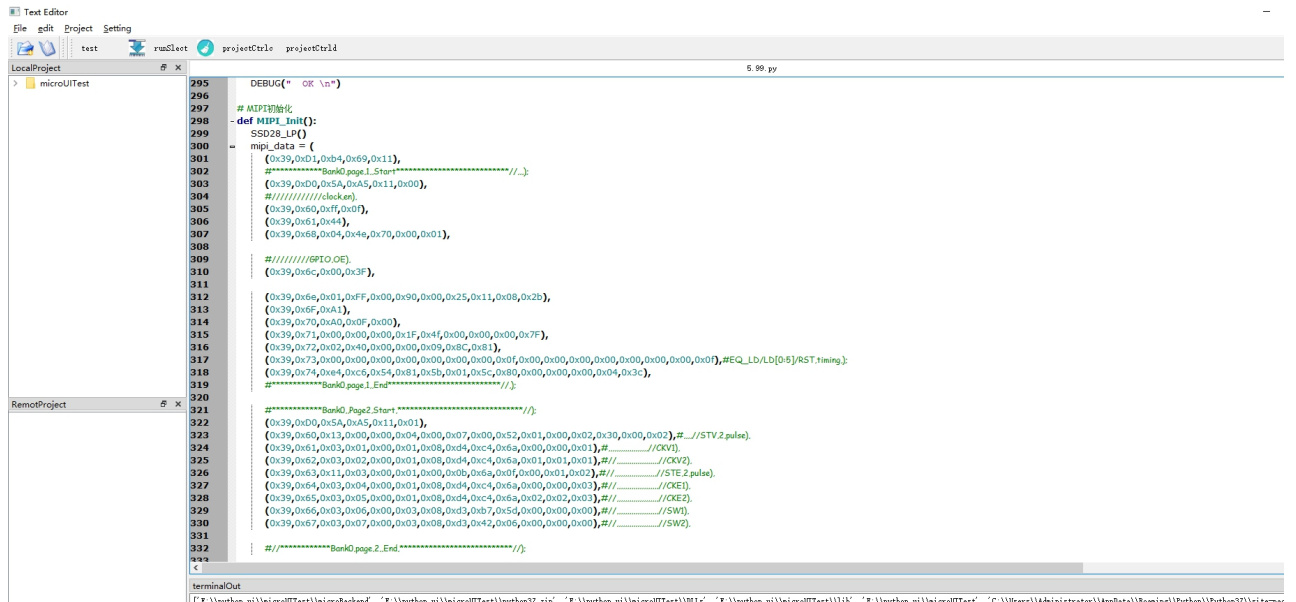 Text Editor
File edit Project Setting
test runSlect projectCtrlc projectCtrld
LocalProject
5.99.py
microUITest
295 DEBUG(" OK \n")
296
297 # MIPI初始化
298 def MIPI_Init():
299 SSD28_LP()
300 mipi_data = (
301 (0x39,0xD1,0xb4,0x69,0x11),
302 #************Bank0.page.1..Start***************************//...);
303 (0x39,0xD0,0x5A,0xA5,0x11,0x00),
304 #////////////clock.en).
305 (0x39,0x60,0xff,0x0f),
306 (0x39,0x61,0x44),
307 (0x39,0x68,0x04,0x4e,0x70,0x00,0x01),
308
309 #/////////GPIO.OE).
310 (0x39,0x6c,0x00,0x3F),
311
312 (0x39,0x6e,0x01,0xFF,0x00,0x90,0x00,0x25,0x11,0x08,0x2b),
313 (0x39,0x6F,0xA1),
314 (0x39,0x70,0xA0,0x0F,0x00),
315 (0x39,0x71,0x00,0x00,0x00,0x1F,0x4f,0x00,0x00,0x00,0x7F),
316 (0x39,0x72,0x02,0x40,0x00,0x00,0x09,0x8C,0x81),
317 (0x39,0x73,0x00,0x00,0x00,0x00,0x00,0x00,0x00,0x0f,0x00,0x00,0x00,0x00,0x00,0x00,0x00,0x0f),#EQ_LD/LD[0:5]/RST.timing.);
318 (0x39,0x74,0xe4,0xc6,0x54,0x81,0x5b,0x01,0x5c,0x80,0x00,0x00,0x00,0x04,0x3c),
319 #************Bank0.page.1..End***************************//.);
320
321 #************Bank0..Page2.Start.******************************//);
322 (0x39,0xD0,0x5A,0xA5,0x11,0x01),
323 (0x39,0x60,0x13,0x00,0x00,0x04,0x00,0x07,0x00,0x52,0x01,0x00,0x02,0x30,0x00,0x02),#....//STV.2.pulse).
324 (0x39,0x61,0x03,0x01,0x00,0x01,0x08,0xd4,0xc4,0x6a,0x00,0x00,0x01),#..................//CKV1).
325 (0x39,0x62,0x03,0x02,0x00,0x01,0x08,0xd4,0xc4,0x6a,0x01,0x01,0x01),#//..................//CKV2).
326 (0x39,0x63,0x11,0x03,0x00,0x01,0x00,0x0b,0x6a,0x0f,0x00,0x01,0x02),#//..................//STE.2.pulse).
327 (0x39,0x64,0x03,0x04,0x00,0x01,0x08,0xd4,0xc4,0x6a,0x00,0x00,0x03),#//..................//CKE1).
328 (0x39,0x65,0x03,0x05,0x00,0x01,0x08,0xd4,0xc4,0x6a,0x02,0x02,0x03),#//..................//CKE2).
329 (0x39,0x66,0x03,0x06,0x00,0x03,0x08,0xd3,0xb7,0x5d,0x00,0x00,0x00),#//..................//SW1).
330 (0x39,0x67,0x03,0x07,0x00,0x03,0x08,0xd3,0x42,0x06,0x00,0x00,0x00),#//..................//SW2).
331
332 #//************Bank0.page.2..End.***************************//);
333
RemotProject
terminalOut